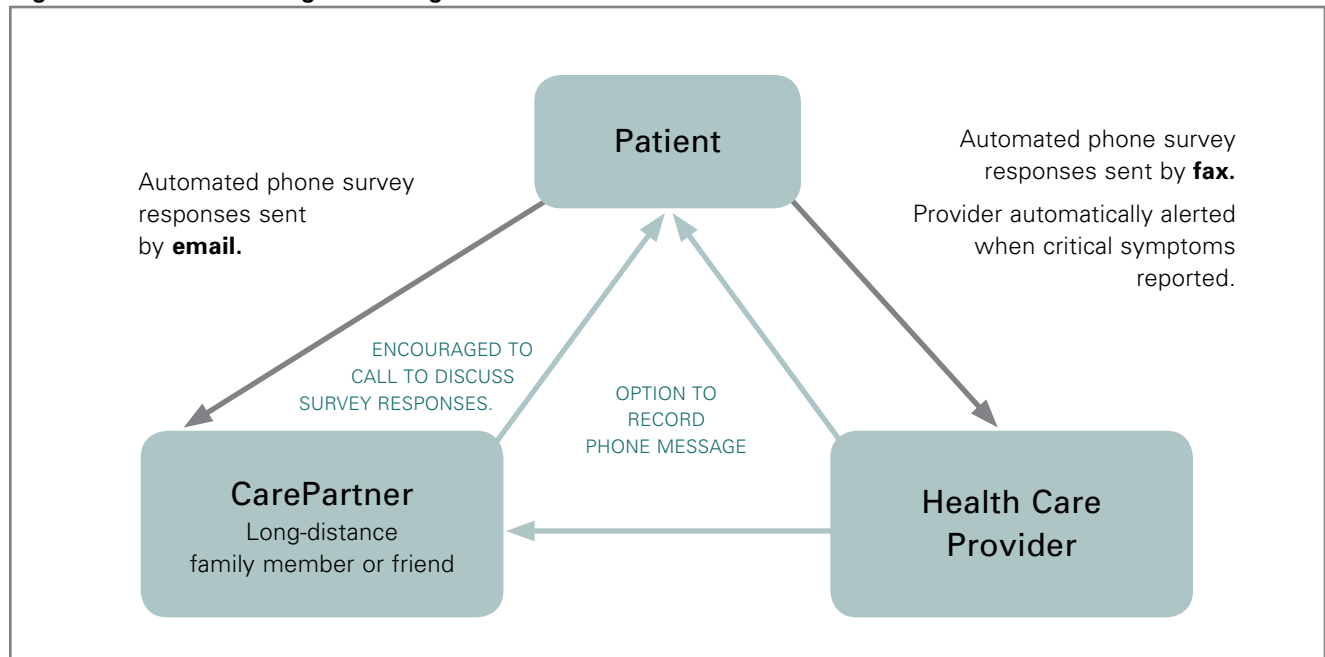 Patient
Automated phone survey
responses sent
by email.
Automated phone survey
responses sent by fax.
Provider automatically alerted
when critical symptoms
reported.
ENCOURAGED TO
CALL TO DISCUSS
SURVEY RESPONSES.
OPTION TO
RECORD
PHONE MESSAGE
CarePartner
Long-distance
family member or friend
Health Care
Provider